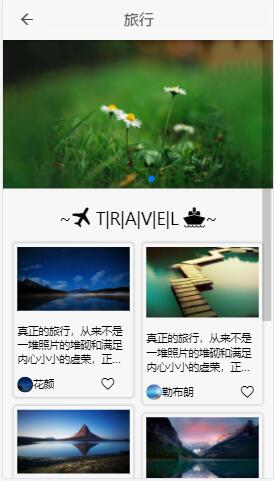 旅行
~✈ T|R|A|V|E|L 🚢~
真正的旅行，从来不是
一堆照片的堆砌和满足
内心小小的虚荣，正...
花颜
真正的旅行，从来不是
一堆照片的堆砌和满足
内心小小的虚荣，正...
勒布朗